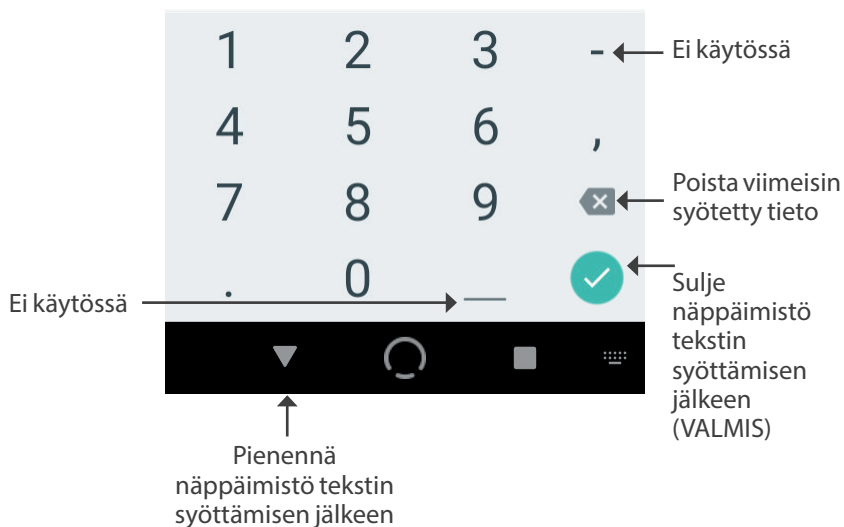 1 2 3 - Ei käytössä
4 5 6 ,
7 8 9
Poista viimeisin
syötetty tieto
. 0
Ei käytössä
Sulje
näppäimistö
tekstin
syöttämisen
jälkeen
(VALMIS)
Pienennä
näppäimistö tekstin
syöttämisen jälkeen